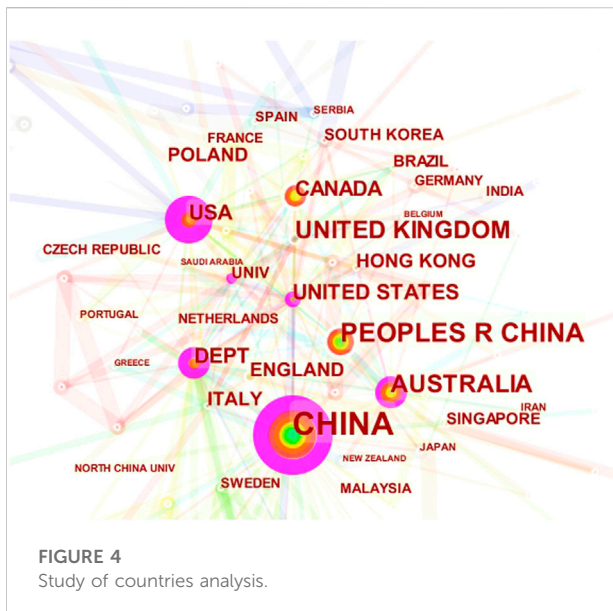 SPAIN
SERBIA
FRANCE
SOUTH KOREA
POLAND
BRAZIL
CANADA
GERMANY
INDIA
USA
BELGIUM
UNITED KINGDOM
CZECH REPUBLIC
SAUDI ARABIA
HONG KONG
UNIV
UNITED STATES
PORTUGAL
NETHERLANDS
PEOPLES R CHINA
DEPT
GREECE
ENGLAND
AUSTRALIA
ITALY
IRAN
CHINA
SINGAPORE
JAPAN
NEW ZEALAND
NORTH CHINA UNIV
SWEDEN
MALAYSIA
FIGURE 4
Study of countries analysis.